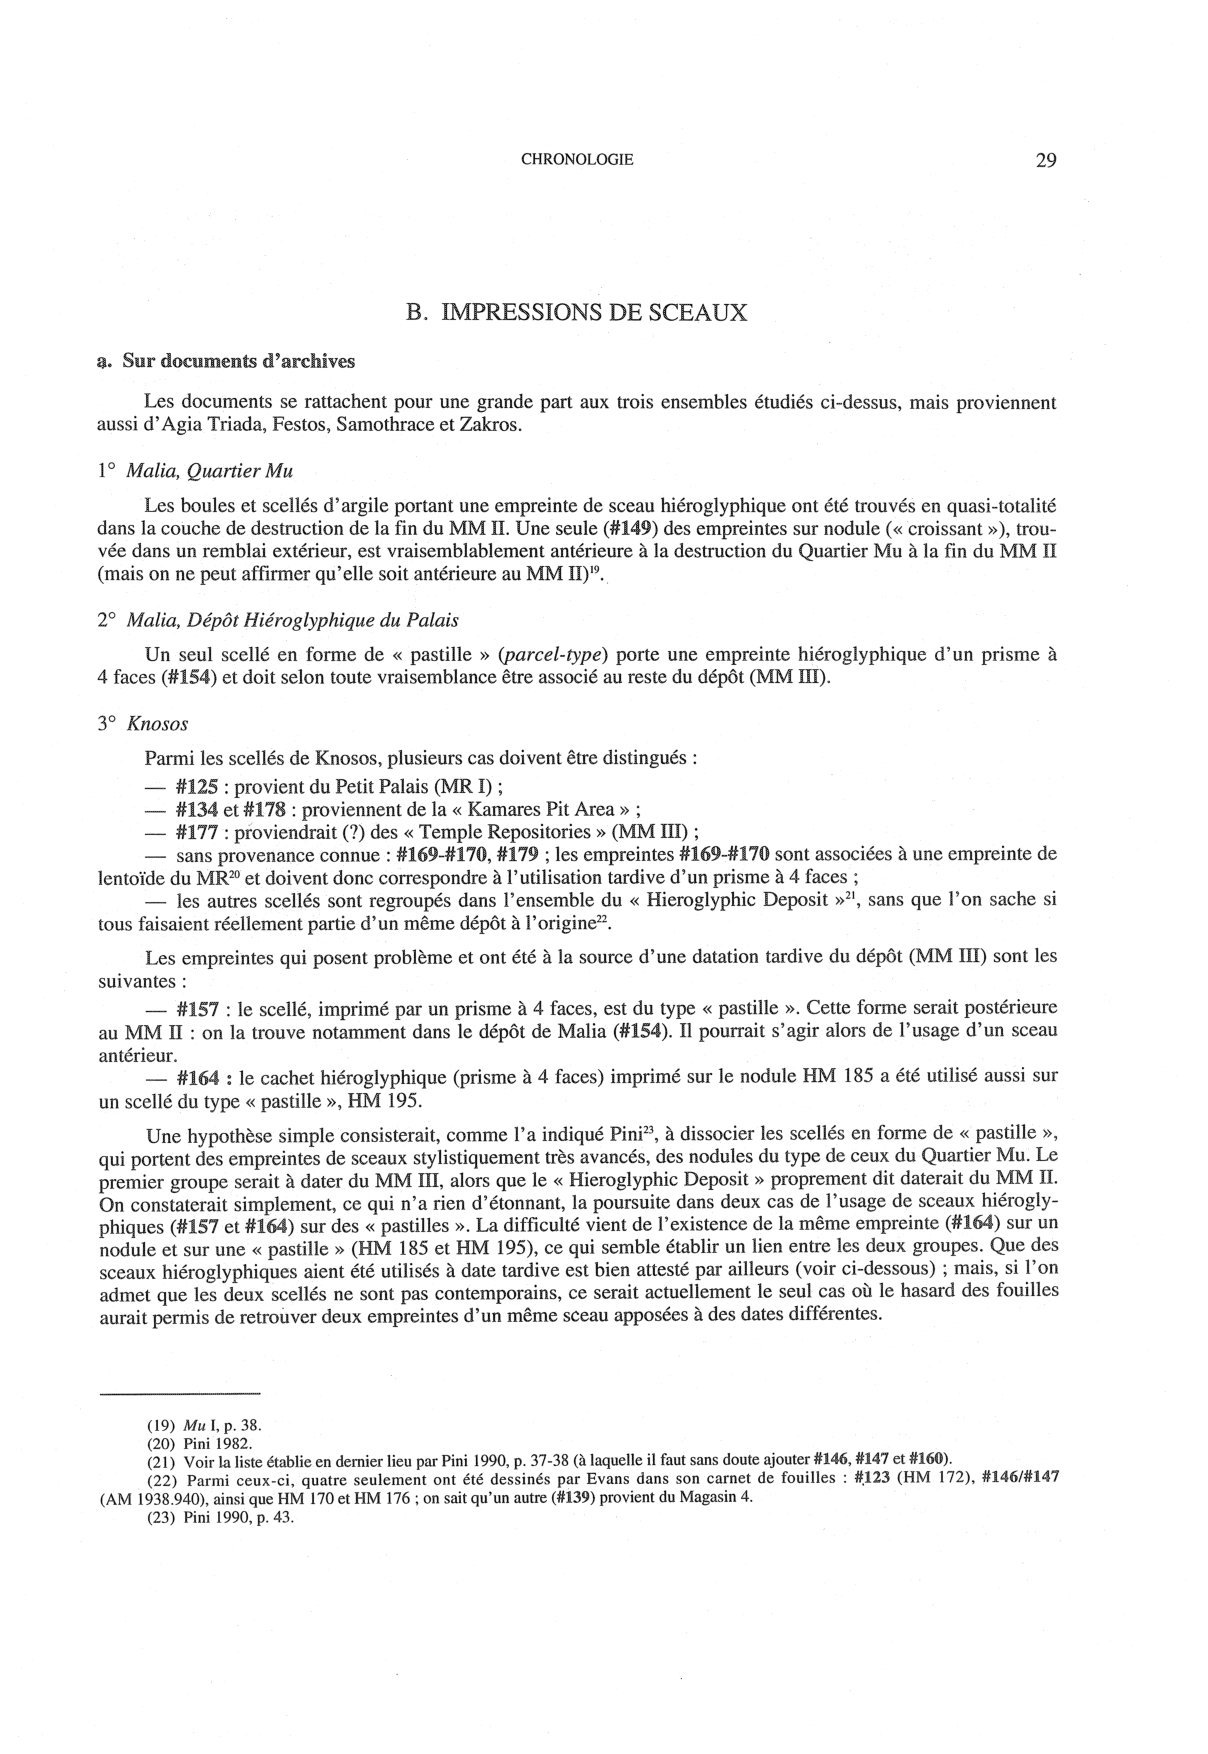 CHRONOLOGIE 29
B. IMPRESSIONS DE SCEAUX
a. Sur documents d'archives
Les documents se rattachent pour une grande part aux trois ensembles étudiés ci-dessus, mais proviennent
aussi d'Agia Triada, Festos, Samothrace et Zakros.
1° Malia, Quartier Mu
Les boules et scellés d'argile portant une empreinte de sceau hiéroglyphique ont été trouvés en quasi-totalité
dans la couche de destruction de la fin du MM II. Une seule (#149) des empreintes sur nodule (« croissant »), trou-
vée dans un remblai extérieur, est vraisemblablement antérieure à la destruction du Quartier Mu à la fin du MM II
(mais on ne peut affirmer qu'elle soit antérieure au MM II)¹⁹.
2° Malia, Dépôt Hiéroglyphique du Palais
Un seul scellé en forme de « pastille » (parcel-type) porte une empreinte hiéroglyphique d'un prisme à
4 faces (#154) et doit selon toute vraisemblance être associé au reste du dépôt (MM III).
3° Knosos
Parmi les scellés de Knosos, plusieurs cas doivent être distingués :
— #125 : provient du Petit Palais (MR I) ;
— #134 et #178 : proviennent de la « Kamares Pit Area » ;
— #177 : proviendrait (?) des « Temple Repositories » (MM III) ;
— sans provenance connue : #169-#170, #179 ; les empreintes #169-#170 sont associées à une empreinte de
lentoïde du MR²⁰ et doivent donc correspondre à l'utilisation tardive d'un prisme à 4 faces ;
— les autres scellés sont regroupés dans l'ensemble du « Hieroglyphic Deposit »²¹, sans que l'on sache si
tous faisaient réellement partie d'un même dépôt à l'origine²².
Les empreintes qui posent problème et ont été à la source d'une datation tardive du dépôt (MM III) sont les
suivantes :
— #157 : le scellé, imprimé par un prisme à 4 faces, est du type « pastille ». Cette forme serait postérieure
au MM II : on la trouve notamment dans le dépôt de Malia (#154). Il pourrait s'agir alors de l'usage d'un sceau
antérieur.
— #164 : le cachet hiéroglyphique (prisme à 4 faces) imprimé sur le nodule HM 185 a été utilisé aussi sur
un scellé du type « pastille », HM 195.
Une hypothèse simple consisterait, comme l'a indiqué Pini²³, à dissocier les scellés en forme de « pastille »,
qui portent des empreintes de sceaux stylistiquement très avancés, des nodules du type de ceux du Quartier Mu. Le
premier groupe serait à dater du MM III, alors que le « Hieroglyphic Deposit » proprement dit daterait du MM II.
On constaterait simplement, ce qui n'a rien d'étonnant, la poursuite dans deux cas de l'usage de sceaux hiérogly-
phiques (#157 et #164) sur des « pastilles ». La difficulté vient de l'existence de la même empreinte (#164) sur un
nodule et sur une « pastille » (HM 185 et HM 195), ce qui semble établir un lien entre les deux groupes. Que des
sceaux hiéroglyphiques aient été utilisés à date tardive est bien attesté par ailleurs (voir ci-dessous) ; mais, si l'on
admet que les deux scellés ne sont pas contemporains, ce serait actuellement le seul cas où le hasard des fouilles
aurait permis de retrouver deux empreintes d'un même sceau apposées à des dates différentes.
(19) Mu I, p. 38.
(20) Pini 1982.
(21) Voir la liste établie en dernier lieu par Pini 1990, p. 37-38 (à laquelle il faut sans doute ajouter #146, #147 et #160).
(22) Parmi ceux-ci, quatre seulement ont été dessinés par Evans dans son carnet de fouilles : #123 (HM 172), #146/#147
(AM 1938.940), ainsi que HM 170 et HM 176 ; on sait qu'un autre (#139) provient du Magasin 4.
(23) Pini 1990, p. 43.